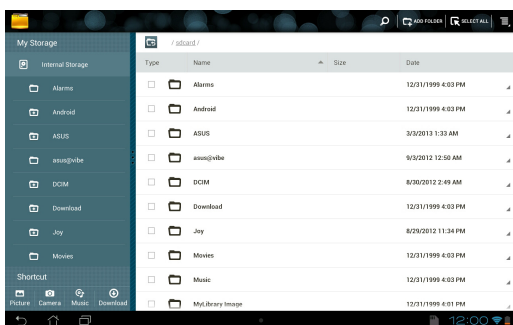 ADD FOLDER SELECT ALL
My Storage
/ sdcard /
Internal Storage
Type Name Size Date
Alarms
Alarms 12/31/1999 4:03 PM
Android
Android 12/31/1999 4:03 PM
ASUS
ASUS 3/3/2013 1:33 AM
asus@vibe
asus@vibe 9/3/2012 12:50 AM
DCIM
DCIM 8/30/2012 2:49 AM
Download
Download 12/31/1999 4:03 PM
Joy
Joy 8/29/2012 11:34 PM
Movies
Movies 12/31/1999 4:03 PM
Shortcut
Music 12/31/1999 4:03 PM
Picture Camera Music Download
MyLibrary Image 12/31/1999 4:01 PM
12:00